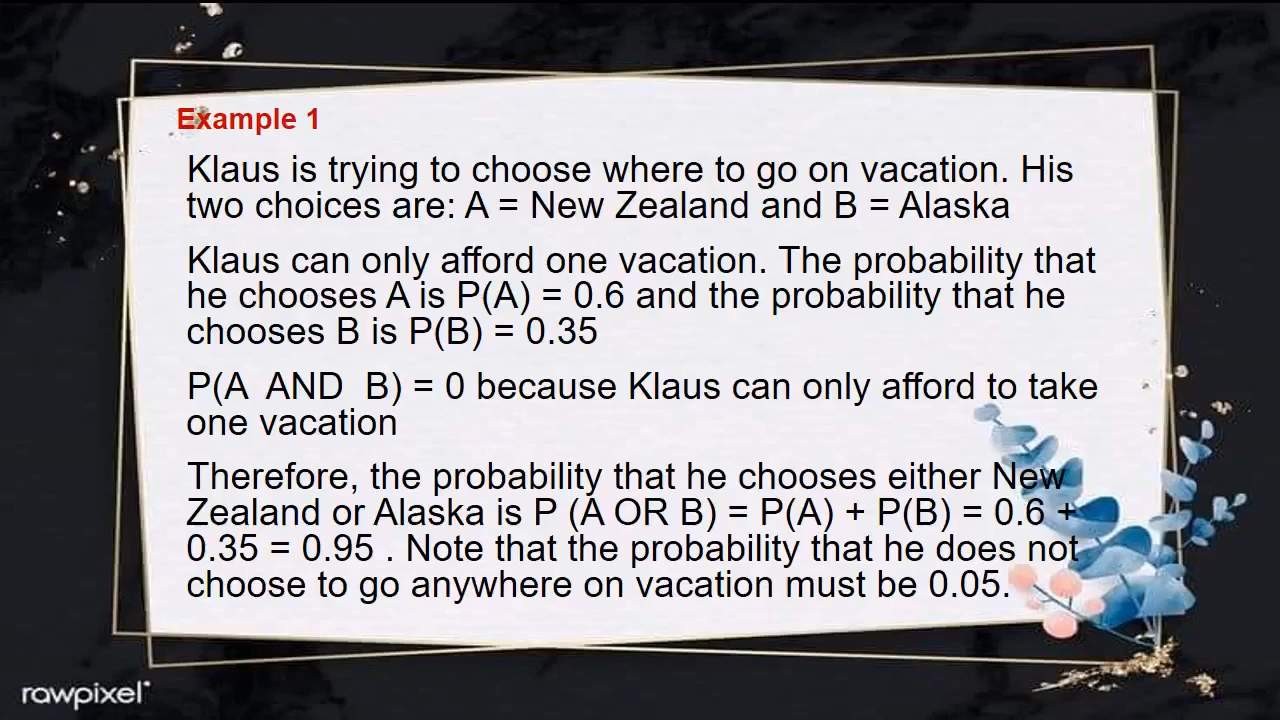 Example 1
Klaus is trying to choose where to go on vacation. His
two choices are: A = New Zealand and B = Alaska
Klaus can only afford one vacation. The probability that
he chooses A is P(A) = 0.6 and the probability that he
chooses B is P(B) = 0.35
P(A AND B) = 0 because Klaus can only afford to take
one vacation
Therefore, the probability that he chooses either New
Zealand or Alaska is P (A OR B) = P(A) + P(B) = 0.6 +
0.35 = 0.95 . Note that the probability that he does not
choose to go anywhere on vacation must be 0.05.
rawpixel